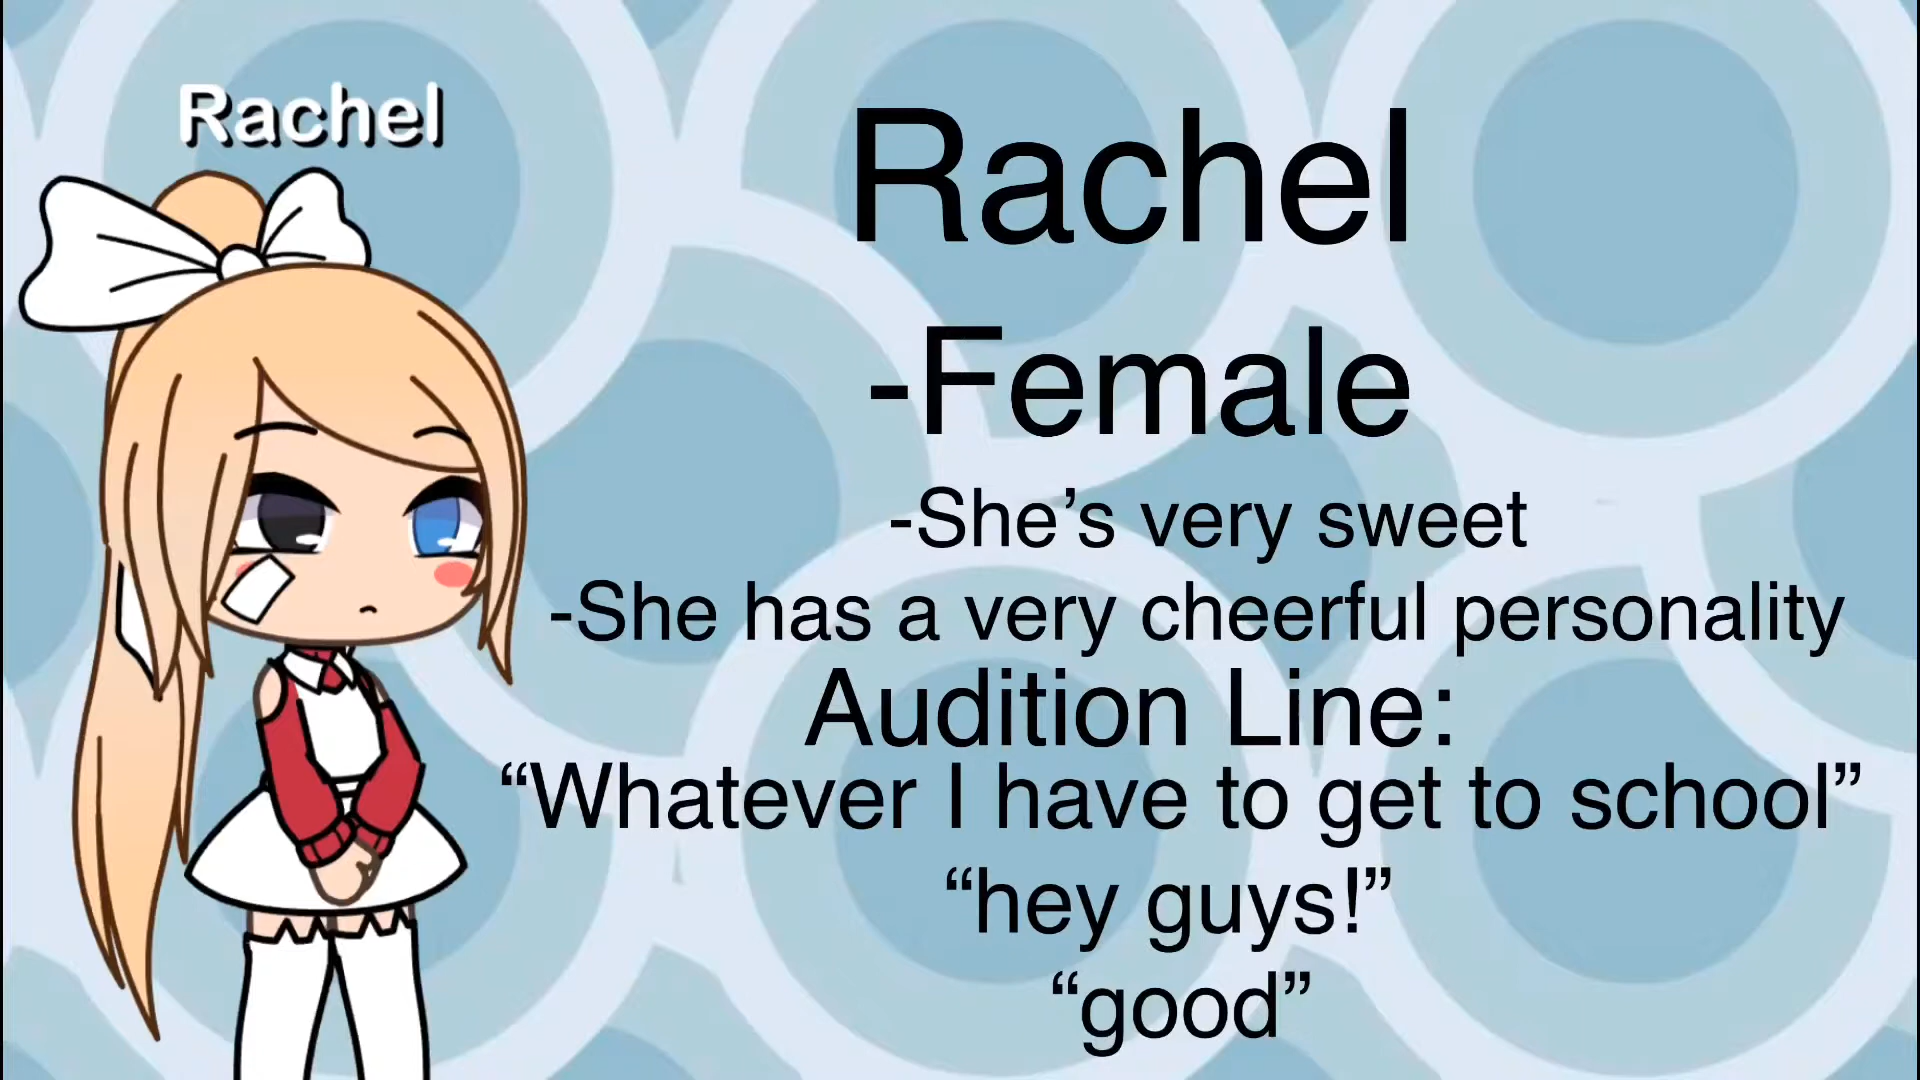 Rachel
Rachel
-Female
-She’s very sweet
-She has a very cheerful personality
Audition Line:
“Whatever I have to get to school”
“hey guys!”
“good”